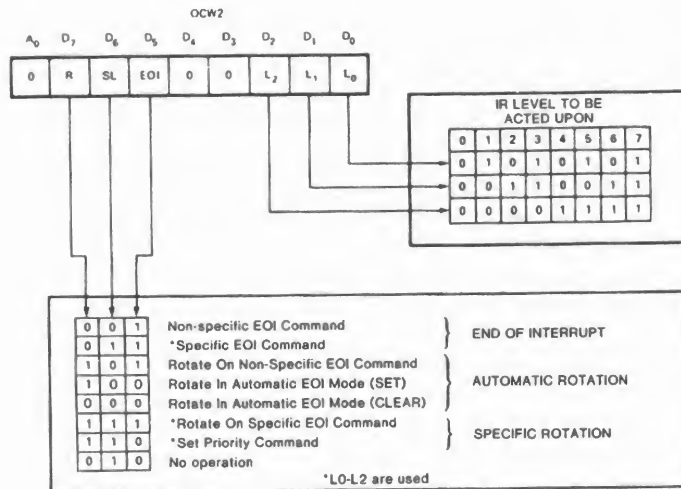 OCW2
A0 D7 D6 D5 D4 D3 D2 D1 D0
0 R SL EOI 0 0 L2 L1 L0
IR LEVEL TO BE
ACTED UPON
0 1 2 3 4 5 6 7
0 1 0 1 0 1 0 1
0 0 1 1 0 0 1 1
0 0 0 0 1 1 1 1
0 0 1 Non-specific EOI Command
0 1 1 *Specific EOI Command
END OF INTERRUPT
1 0 1 Rotate On Non-Specific EOI Command
1 0 0 Rotate In Automatic EOI Mode (SET)
0 0 0 Rotate In Automatic EOI Mode (CLEAR)
AUTOMATIC ROTATION
1 1 1 *Rotate On Specific EOI Command
1 1 0 *Set Priority Command
SPECIFIC ROTATION
0 1 0 No operation
*L0-L2 are used